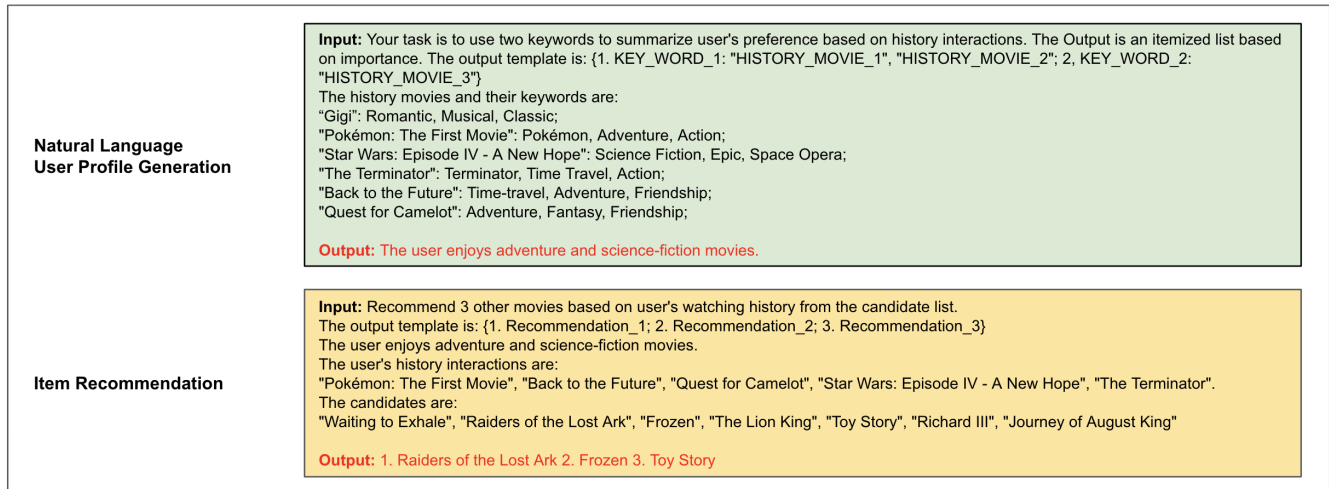 Natural Language
User Profile Generation
Input: Your task is to use two keywords to summarize user's preference based on history interactions. The Output is an itemized list based
on importance. The output template is: {1. KEY_WORD_1: "HISTORY_MOVIE_1", "HISTORY_MOVIE_2"; 2, KEY_WORD_2:
"HISTORY_MOVIE_3"}
The history movies and their keywords are:
“Gigi”: Romantic, Musical, Classic;
"Pokémon: The First Movie": Pokémon, Adventure, Action;
"Star Wars: Episode IV - A New Hope": Science Fiction, Epic, Space Opera;
"The Terminator": Terminator, Time Travel, Action;
"Back to the Future": Time-travel, Adventure, Friendship;
"Quest for Camelot": Adventure, Fantasy, Friendship;
Output: The user enjoys adventure and science-fiction movies.
Item Recommendation
Input: Recommend 3 other movies based on user's watching history from the candidate list.
The output template is: {1. Recommendation_1; 2. Recommendation_2; 3. Recommendation_3}
The user enjoys adventure and science-fiction movies.
The user's history interactions are:
"Pokémon: The First Movie", "Back to the Future", "Quest for Camelot", "Star Wars: Episode IV - A New Hope", "The Terminator".
The candidates are:
"Waiting to Exhale", "Raiders of the Lost Ark", "Frozen", "The Lion King", "Toy Story", "Richard III", "Journey of August King"
Output: 1. Raiders of the Lost Ark 2. Frozen 3. Toy Story